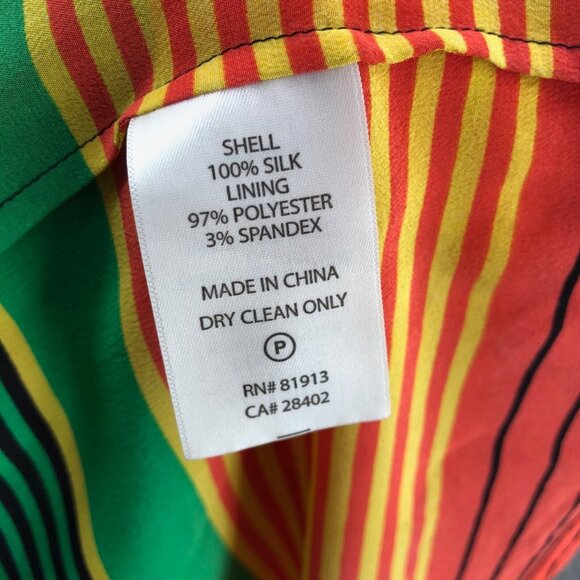 SHELL
100% SILK
LINING
97% POLYESTER
3% SPANDEX
MADE IN CHINA
DRY CLEAN ONLY
P
RN# 81913
CA# 28402